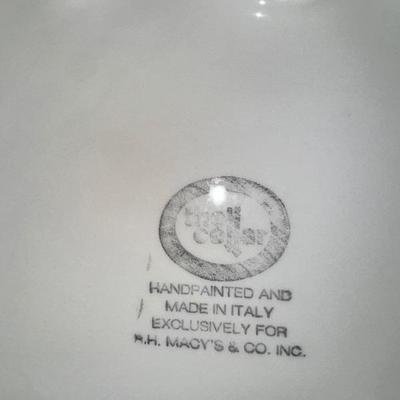 the
cellar
HANDPAINTED AND
MADE IN ITALY
EXCLUSIVELY FOR
R.H. MACY'S & CO. INC.